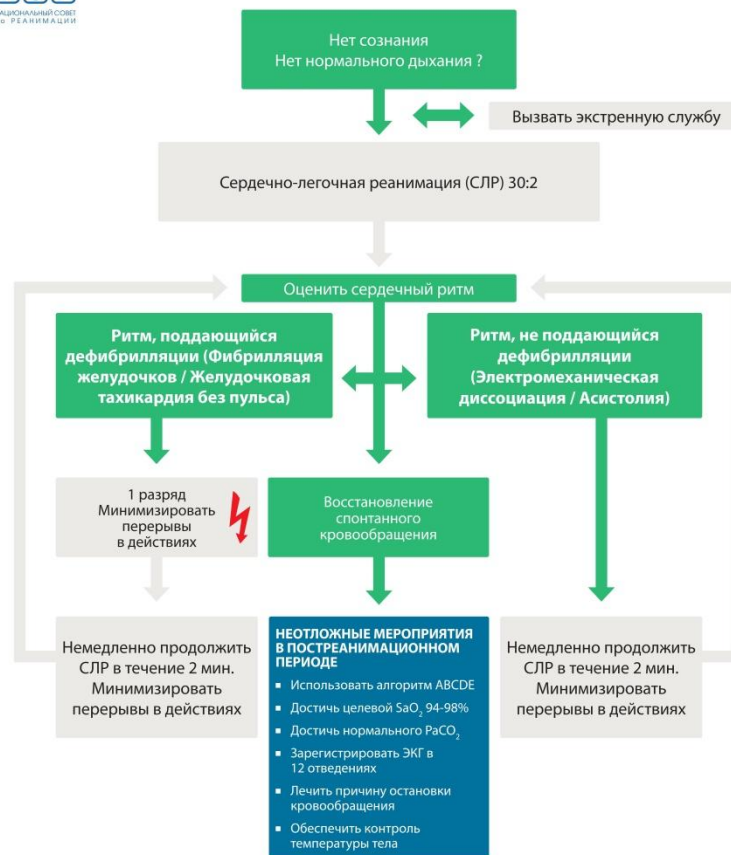 НАЦИОНАЛЬНЫЙ СОВЕТ
ПО РЕАНИМАЦИИ
Нет сознания
Нет нормального дыхания ?
Вызвать экстренную службу
Сердечно-легочная реанимация (СЛР) 30:2
Оценить сердечный ритм
Ритм, поддающийся
дефибрилляции (Фибрилляция
желудочков / Желудочковая
тахикардия без пульса)
Ритм, не поддающийся
дефибрилляции
(Электромеханическая
диссоциация / Асистолия)
1 разряд
Минимизировать
перерывы
в действиях
Восстановление
спонтанного
кровообращения
Немедленно продолжить
СЛР в течение 2 мин.
Минимизировать
перерывы в действиях
НЕОТЛОЖНЫЕ МЕРОПРИЯТИЯ
В ПОСТРЕАНИМАЦИОННОМ
ПЕРИОДЕ
▪ Использовать алгоритм ABCDE
▪ Достичь целевой SaO₂ 94-98%
▪ Достичь нормального PaCO₂
▪ Зарегистрировать ЭКГ в
12 отведениях
▪ Лечить причину остановки
кровообращения
▪ Обеспечить контроль
температуры тела
Немедленно продолжить
СЛР в течение 2 мин.
Минимизировать
перерывы в действиях